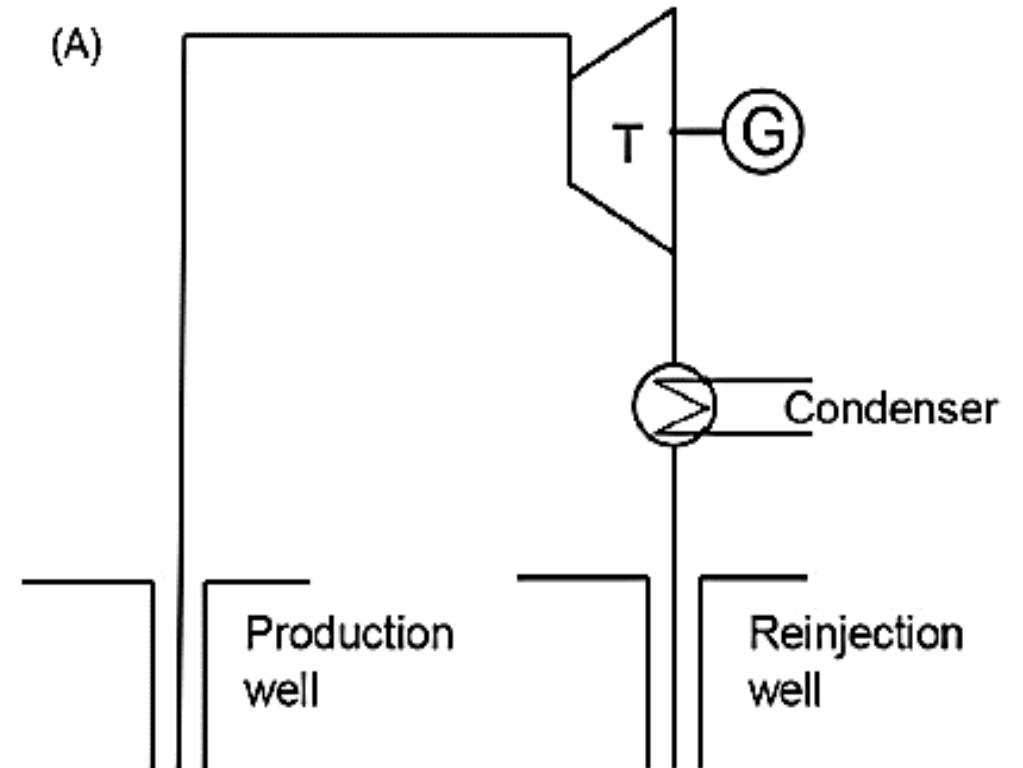 (A)
T
G
Condenser
Production
well
Reinjection
well